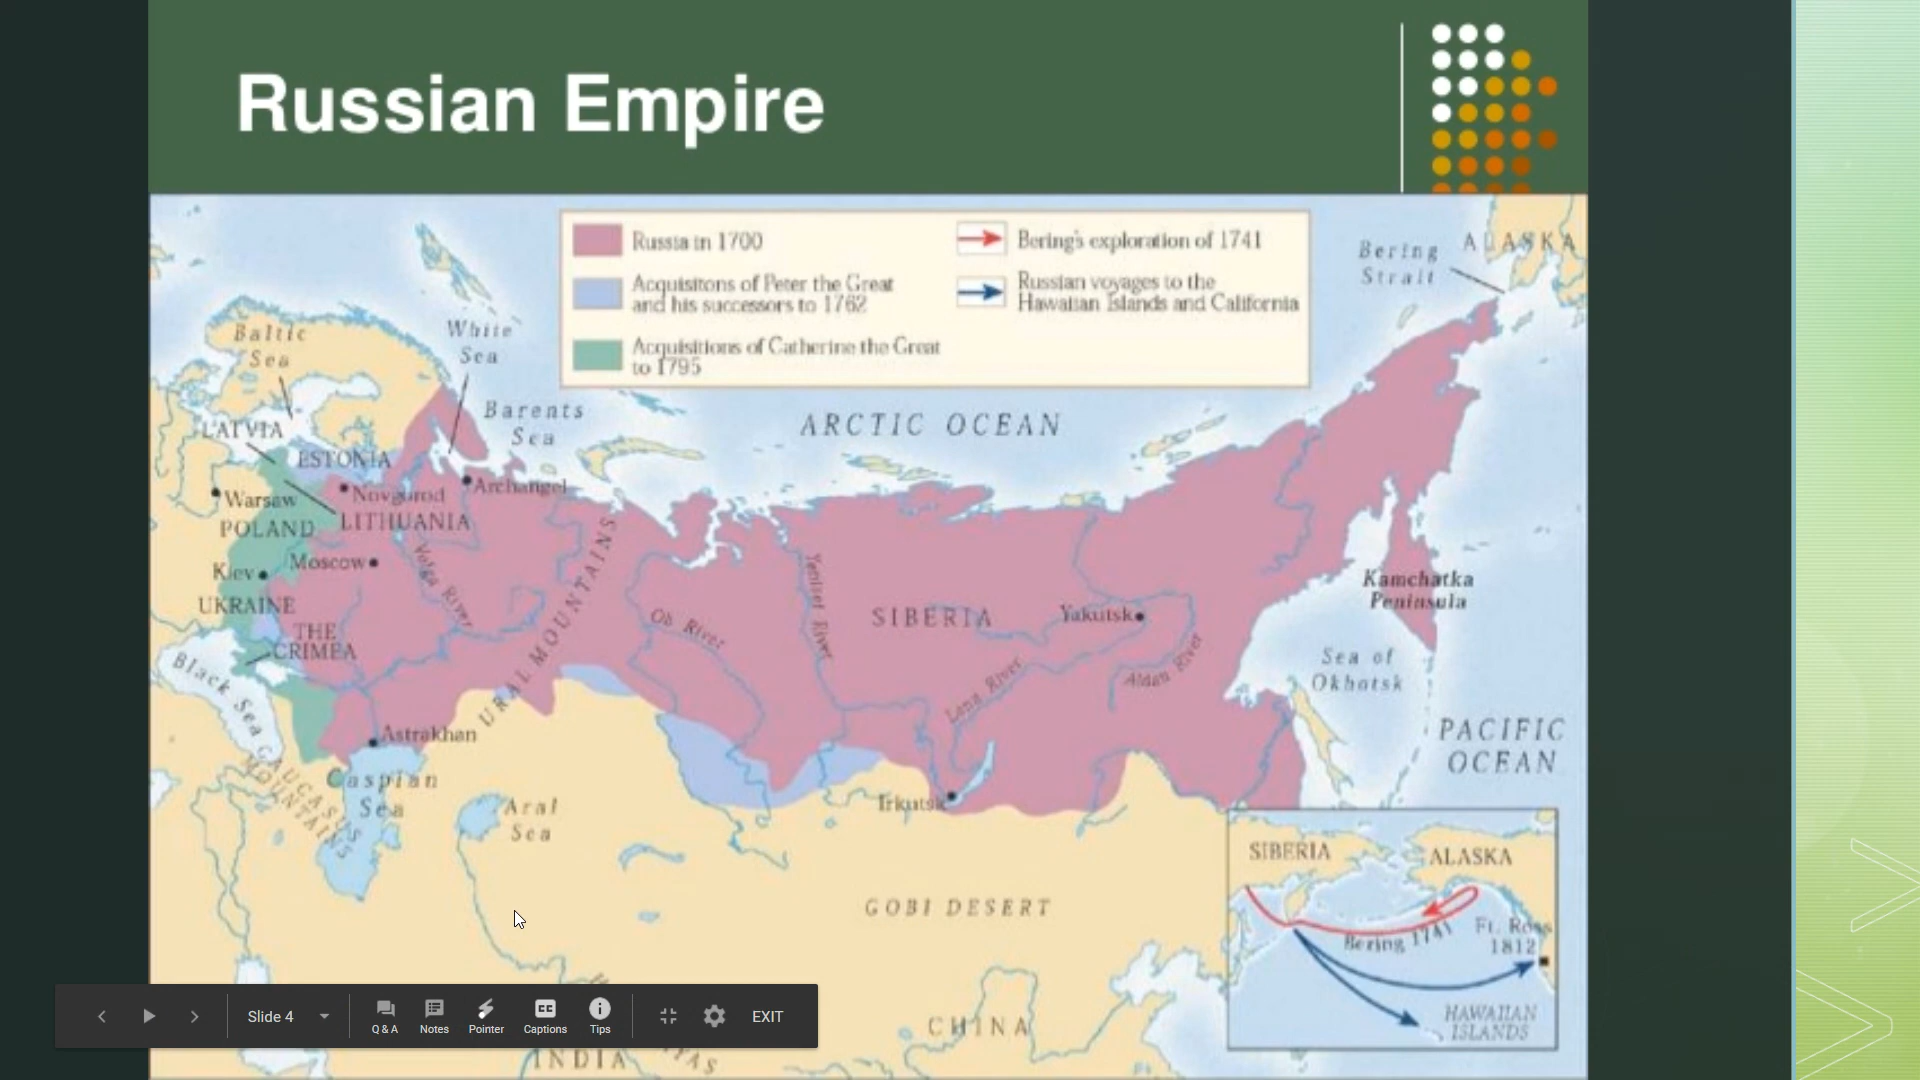 Russian Empire
Russia in 1700
Acquisitons of Peter the Great
and his successors to 1762
Acquisitions of Catherine the Great
to 1795
Bering's exploration of 1741
Russian voyages to the
Hawaiian Islands and California
Bering
Strait
ALASKA
Baltic
Sea
White
Sea
Barents
Sea
ARCTIC OCEAN
LATVIA
ESTONIA
Novgorod
Archangel
Warsaw
LITHUANIA
POLAND
Moscow
Kiev
UKRAINE
THE
CRIMEA
Volga River
URAL MOUNTAINS
Ob River
Yenisei River
SIBERIA
Yakutsk
Lena River
Aldan River
Kamchatka
Peninsula
Sea of
Okhotsk
PACIFIC
OCEAN
Black Sea
Astrakhan
CAUCASUS
MOUNTAINS
Caspian
Sea
Aral
Sea
Irkutsk
GOBI DESERT
CHINA
INDIA
SIBERIA
ALASKA
Bering 1741
Ft. Ross
1812
HAWAIIAN
ISLANDS
Slide 4
Q & A
Notes
Pointer
CC
Captions
Tips
EXIT